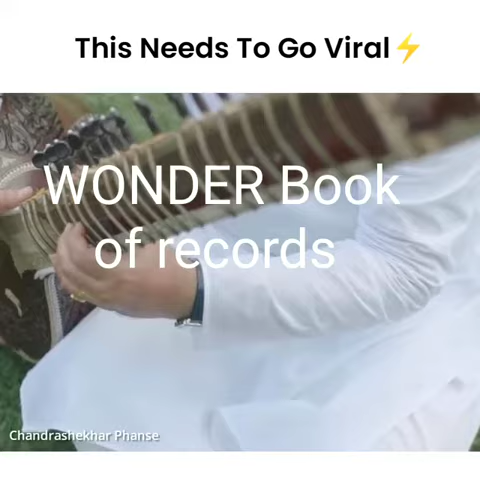 This Needs To Go Viral⚡
WONDER Book
of records
Chandrashekhar Phanse